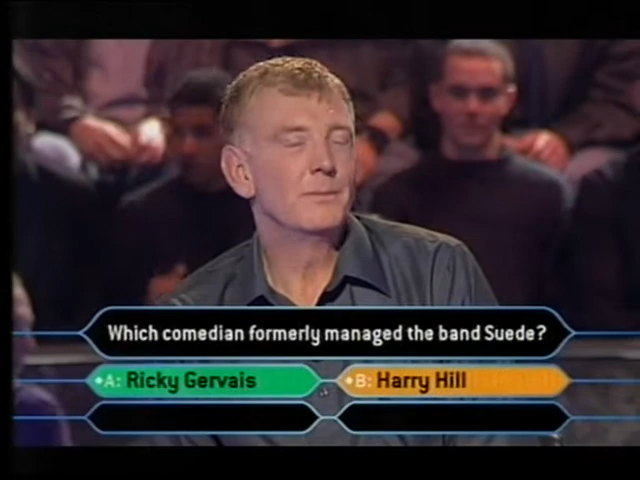 Which comedian formerly managed the band Suede?
A: Ricky Gervais
B: Harry Hill